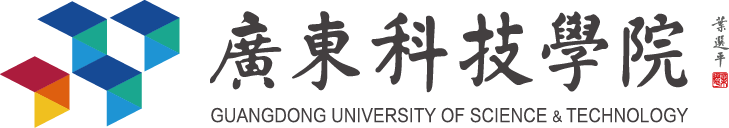 廣東科技學院
葉選平
GUANGDONG UNIVERSITY OF SCIENCE & TECHNOLOGY